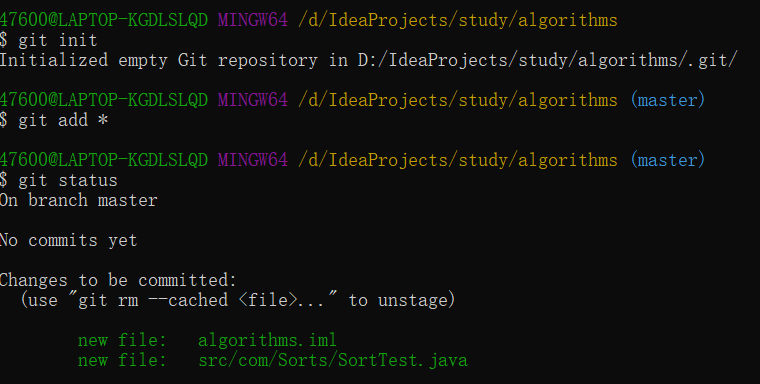 47600@LAPTOP-KGDLSLQD MINGW64 /d/IdeaProjects/study/algorithms
$ git init
Initialized empty Git repository in D:/IdeaProjects/study/algorithms/.git/
47600@LAPTOP-KGDLSLQD MINGW64 /d/IdeaProjects/study/algorithms (master)
$ git add *
47600@LAPTOP-KGDLSLQD MINGW64 /d/IdeaProjects/study/algorithms (master)
$ git status
On branch master
No commits yet
Changes to be committed:
  (use "git rm --cached <file>..." to unstage)
        new file:   algorithms.iml
        new file:   src/com/Sorts/SortTest.java